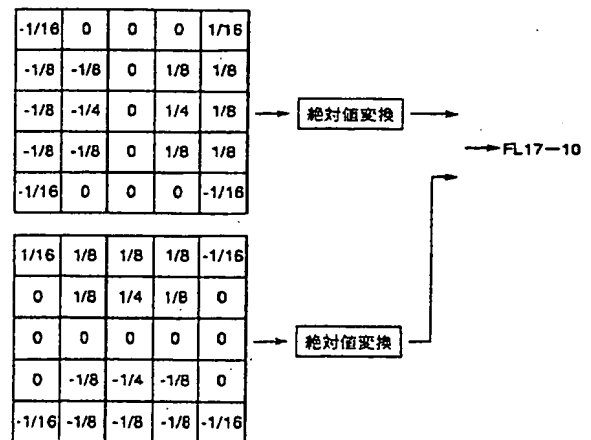 -1/16 0 0 0 1/16
-1/8 -1/8 0 1/8 1/8
-1/8 -1/4 0 1/4 1/8
-1/8 -1/8 0 1/8 1/8
-1/16 0 0 0 -1/16
絶対値変換
FL17-10
1/16 1/8 1/8 1/8 -1/16
0 1/8 1/4 1/8 0
0 0 0 0 0
0 -1/8 -1/4 -1/8 0
-1/16 -1/8 -1/8 -1/8 -1/16
絶対値変換